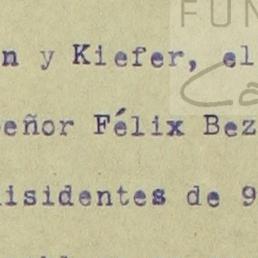 FUN
n y Kiefer, el
eñor Félix Bez
isidentes de 9